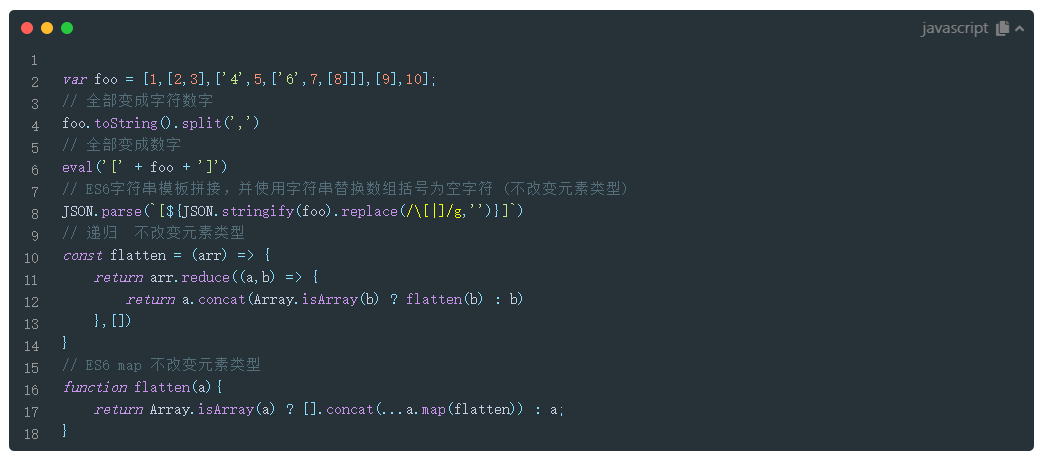 javascript
1
2 var foo = [1,[2,3],['4',5,['6',7,[8]]],[9],10];
3 // 全部变成字符数字
4 foo.toString().split(',')
5 // 全部变成数字
6 eval('[' + foo + ']')
7 // ES6字符串模板拼接，并使用字符串替换数组括号为空字符 (不改变元素类型)
8 JSON.parse(`[${JSON.stringify(foo).replace(/\[|]/g,'')}]`)
9 // 递归  不改变元素类型
10 const flatten = (arr) => {
11     return arr.reduce((a,b) => {
12         return a.concat(Array.isArray(b) ? flatten(b) : b)
13     },[])
14 }
15 // ES6 map 不改变元素类型
16 function flatten(a){
17     return Array.isArray(a) ? [].concat(...a.map(flatten)) : a;
18 }